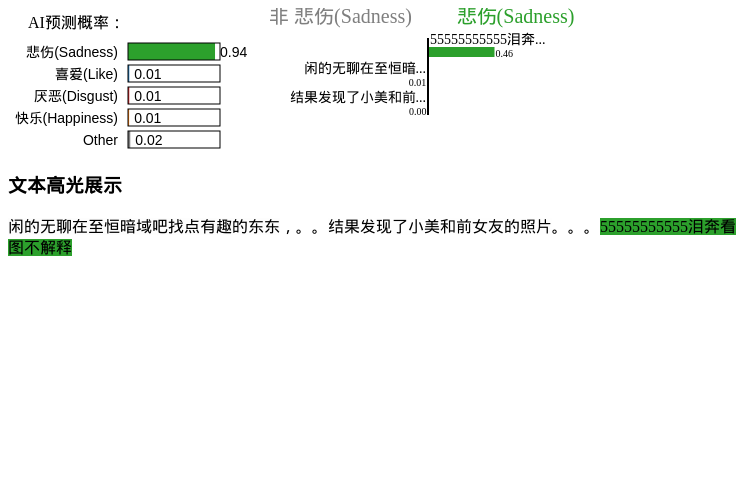 AI预测概率：
悲伤(Sadness) 0.94
喜爱(Like) 0.01
厌恶(Disgust) 0.01
快乐(Happiness) 0.01
Other 0.02
非 悲伤(Sadness) 悲伤(Sadness)
55555555555泪奔...
0.46
闲的无聊在至恒暗...
0.01
结果发现了小美和前...
0.00
文本高光展示
闲的无聊在至恒暗域吧找点有趣的东东，。。结果发现了小美和前女友的照片。。。55555555555泪奔看
图不解释